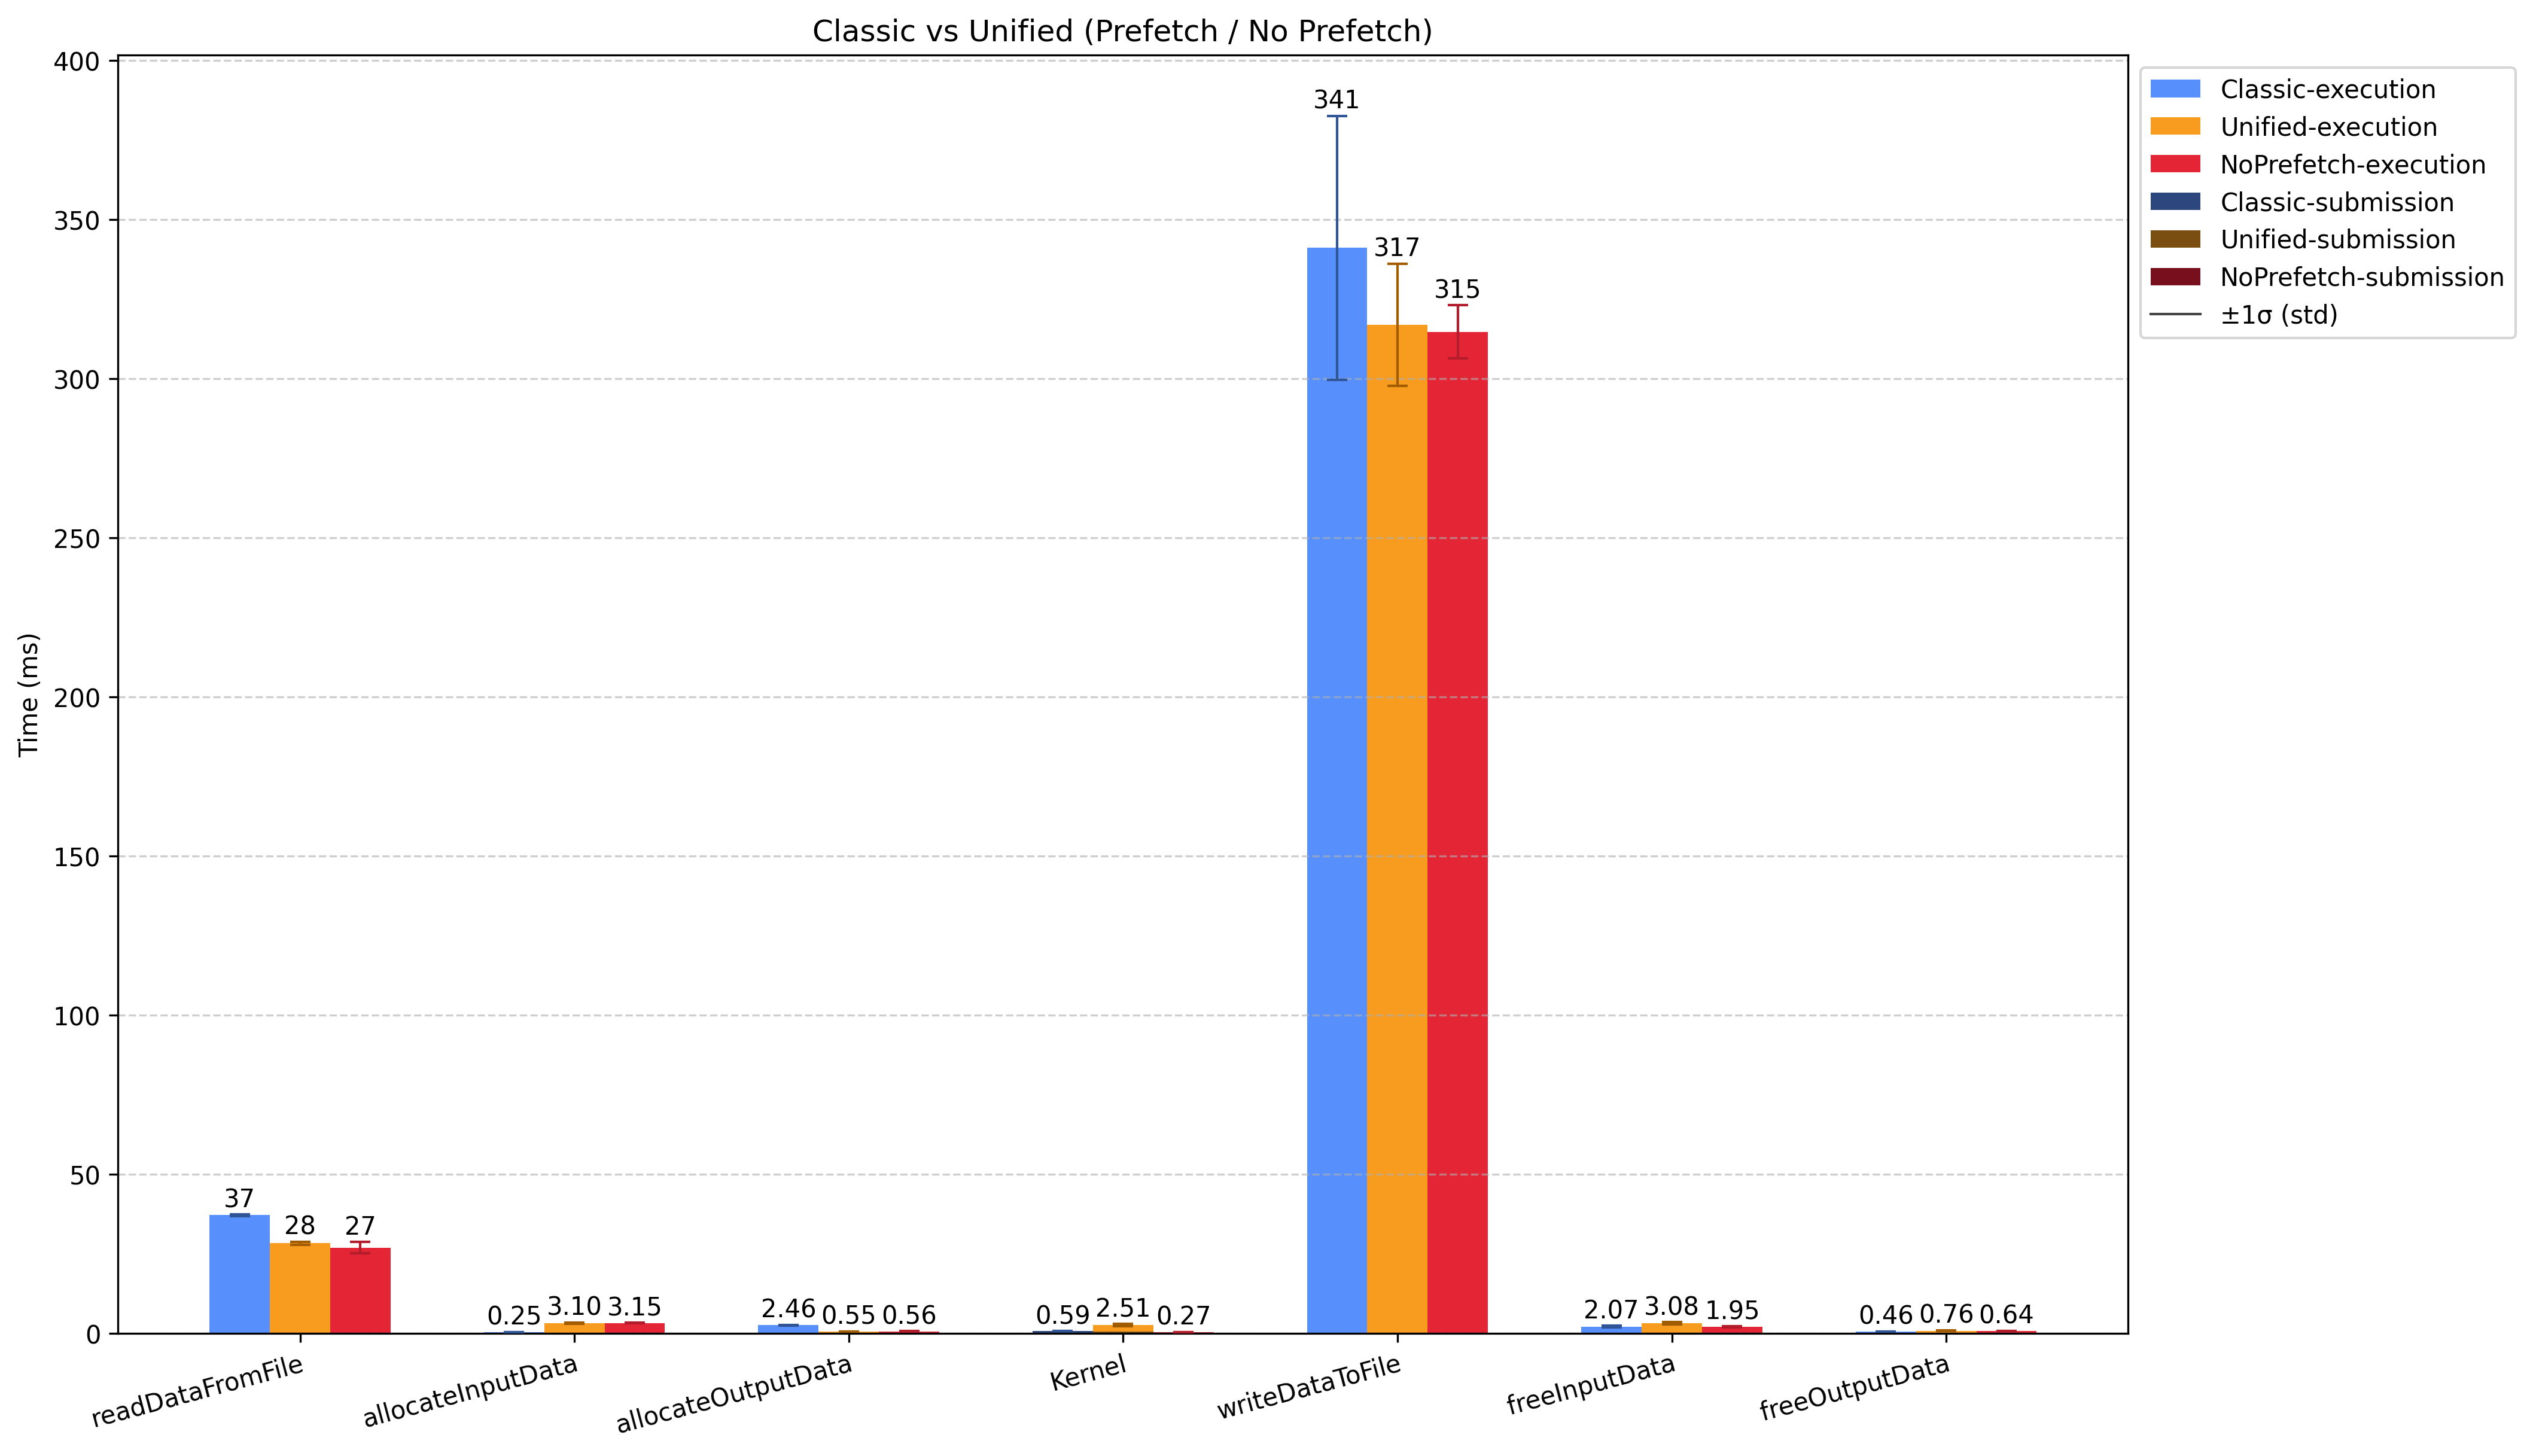 Classic vs Unified (Prefetch / No Prefetch)
400
350
300
250
200
150
100
50
0
Time (ms)
341
317
315
37
28
27
0.25
3.10
3.15
2.46
0.55
0.56
0.59
2.51
0.27
2.07
3.08
1.95
0.46
0.76
0.64
readDataFromFile
allocateInputData
allocateOutputData
Kernel
writeDataToFile
freeInputData
freeOutputData
Classic-execution
Unified-execution
NoPrefetch-execution
Classic-submission
Unified-submission
NoPrefetch-submission
±1σ (std)